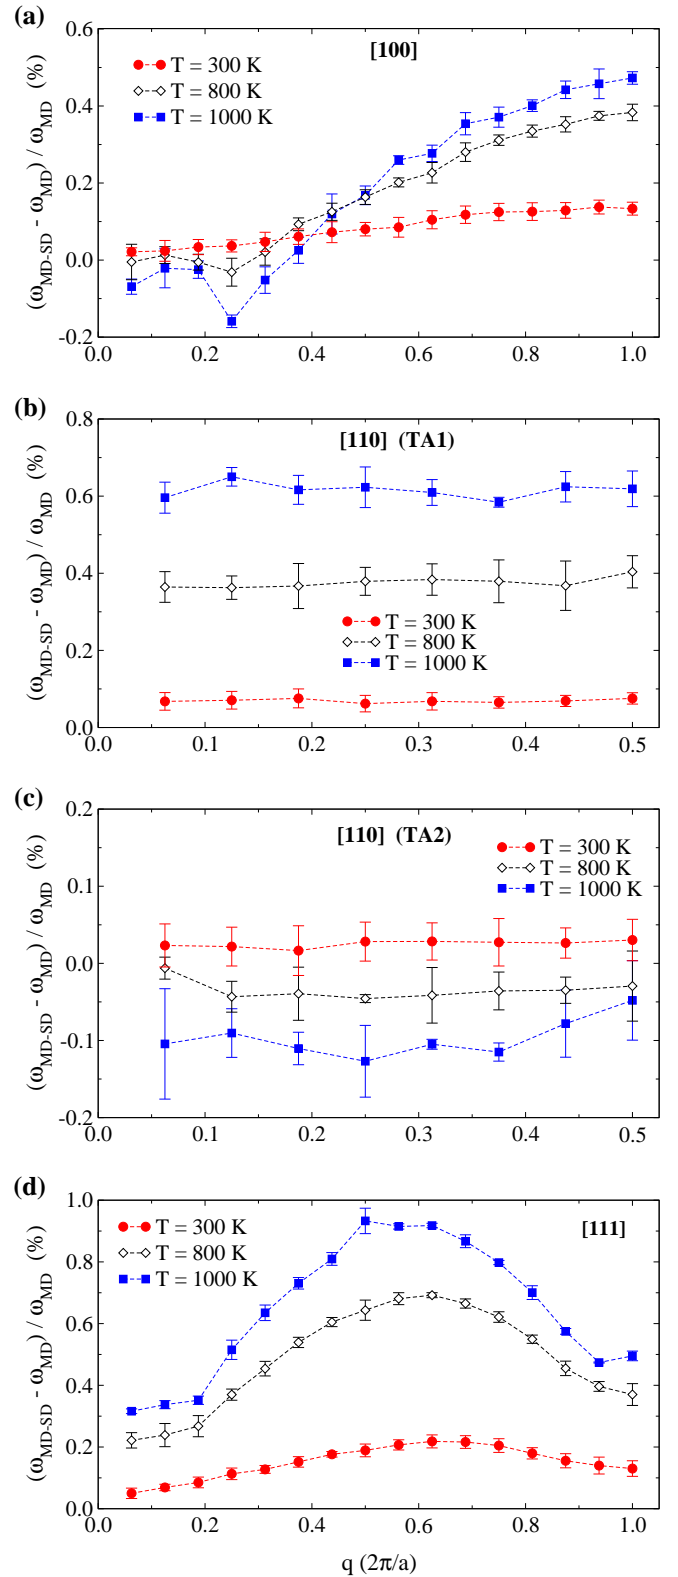 (a)
[100]
T = 300 K
T = 800 K
T = 1000 K
(ω_MD-SD - ω_MD) / ω_MD (%)
0.6
0.4
0.2
0.0
-0.2
0.0 0.2 0.4 0.6 0.8 1.0
(b)
[110] (TA1)
T = 300 K
T = 800 K
T = 1000 K
(ω_MD-SD - ω_MD) / ω_MD (%)
0.8
0.6
0.4
0.2
0.0
0.0 0.1 0.2 0.3 0.4 0.5
(c)
[110] (TA2)
T = 300 K
T = 800 K
T = 1000 K
(ω_MD-SD - ω_MD) / ω_MD (%)
0.2
0.1
0.0
-0.1
-0.2
0.0 0.1 0.2 0.3 0.4 0.5
(d)
[111]
T = 300 K
T = 800 K
T = 1000 K
(ω_MD-SD - ω_MD) / ω_MD (%)
1.0
0.8
0.6
0.4
0.2
0.0
0.0 0.2 0.4 0.6 0.8 1.0
q (2π/a)